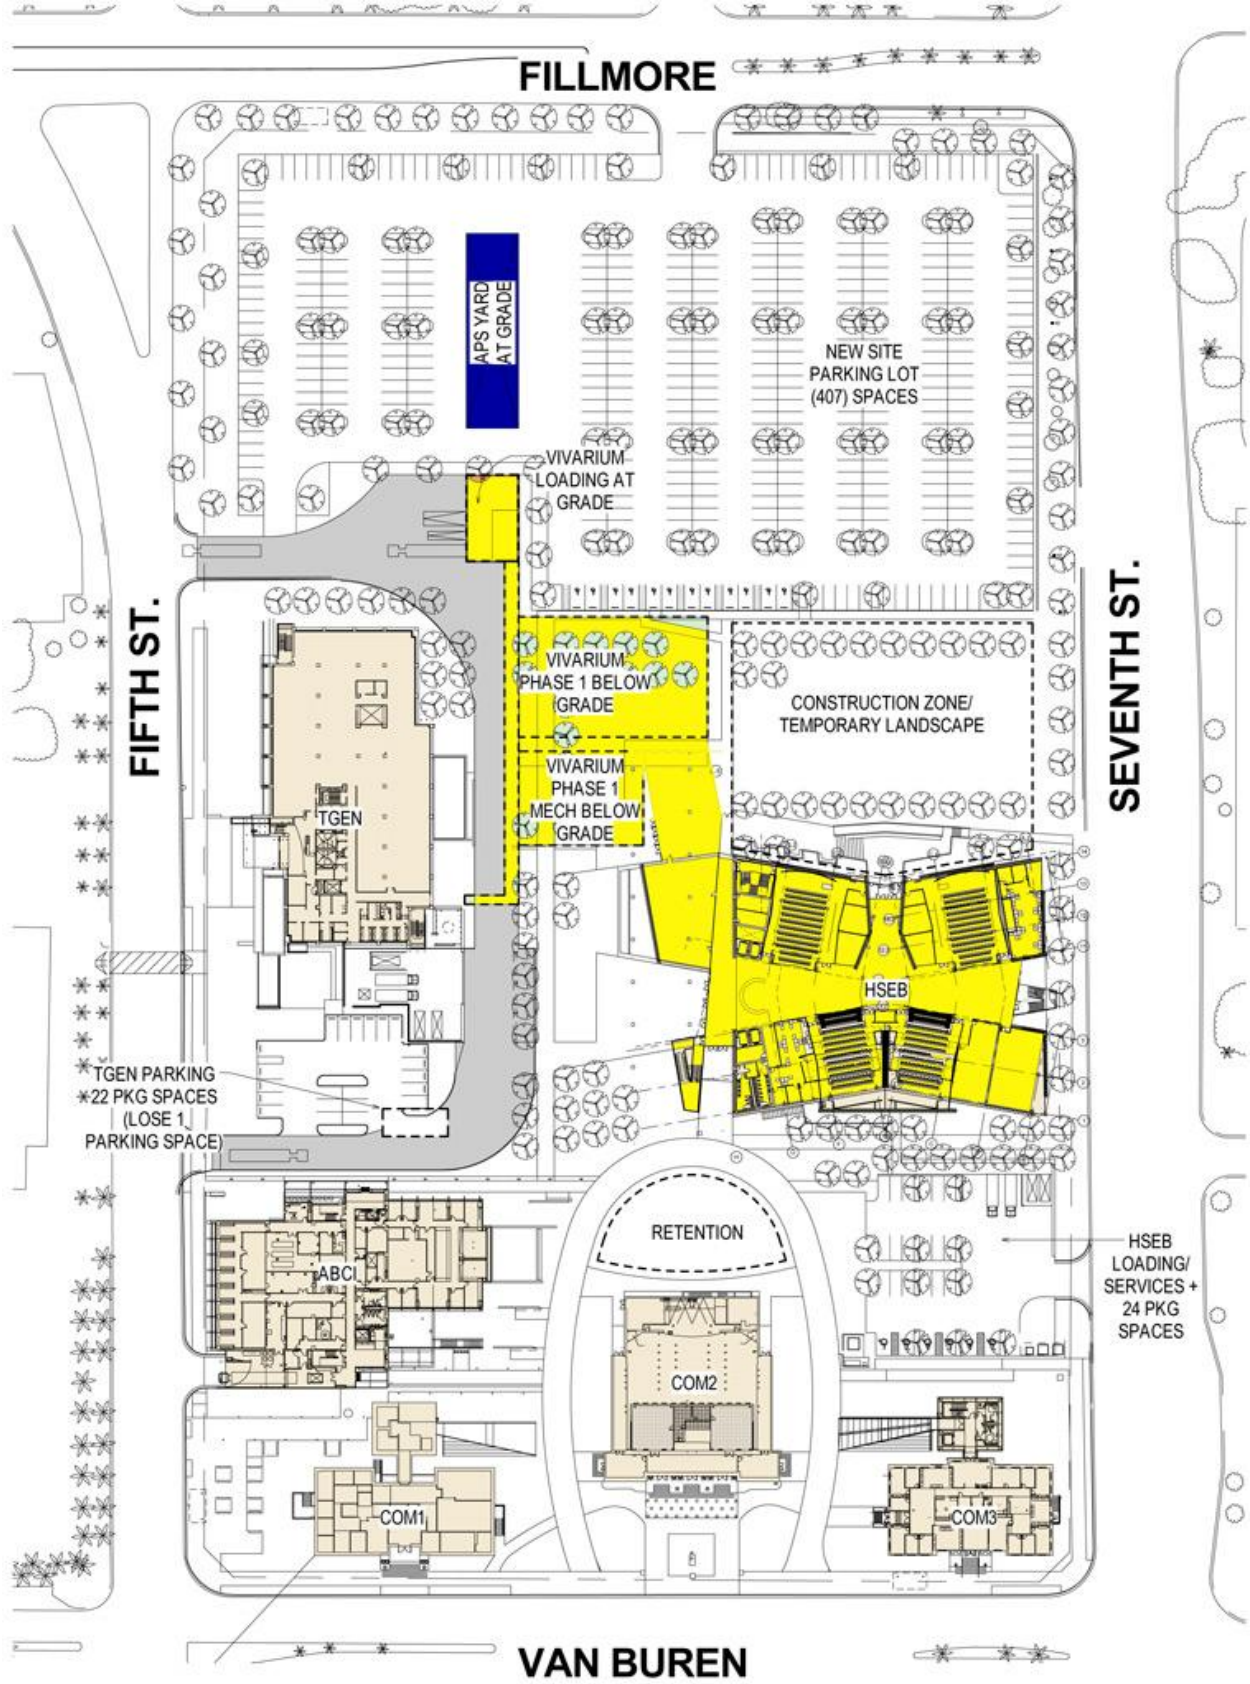 FILLMORE
APS YARD
AT GRADE
NEW SITE
PARKING LOT
(407) SPACES
VIVARIUM
LOADING AT
GRADE
FIFTH ST.
SEVENTH ST.
VIVARIUM
PHASE 1 BELOW
GRADE
CONSTRUCTION ZONE/
TEMPORARY LANDSCAPE
VIVARIUM
PHASE 1
MECH BELOW
GRADE
TGEN
HSEB
TGEN PARKING
22 PKG SPACES
(LOSE 1
PARKING SPACE)
RETENTION
HSEB
LOADING/
SERVICES +
24 PKG
SPACES
ABCI
COM2
COM1
COM3
VAN BUREN